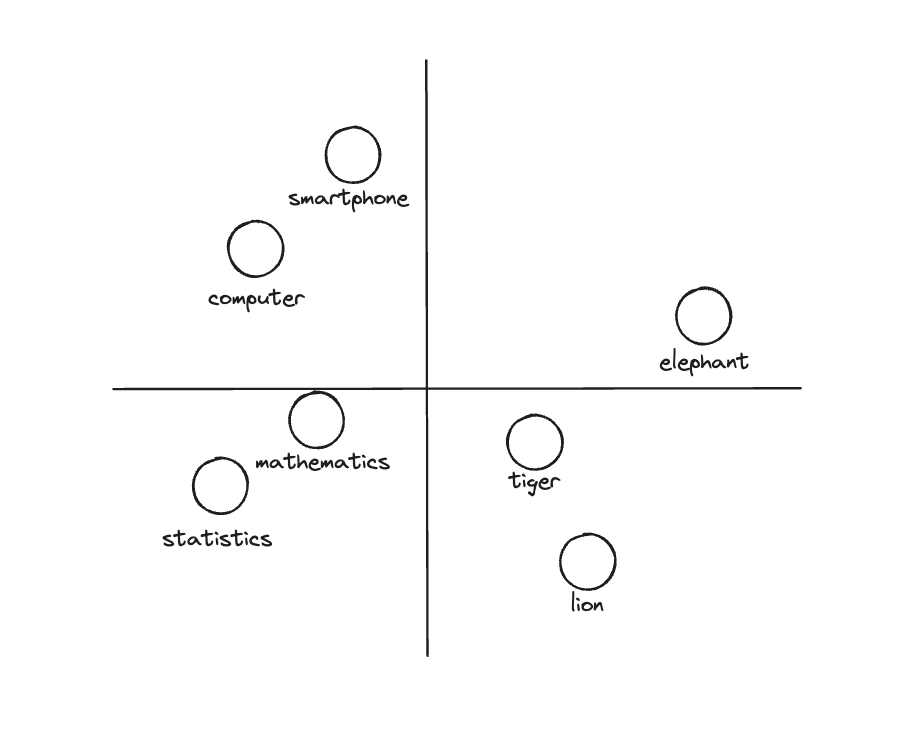 smartphone
computer
elephant
mathematics
tiger
statistics
lion